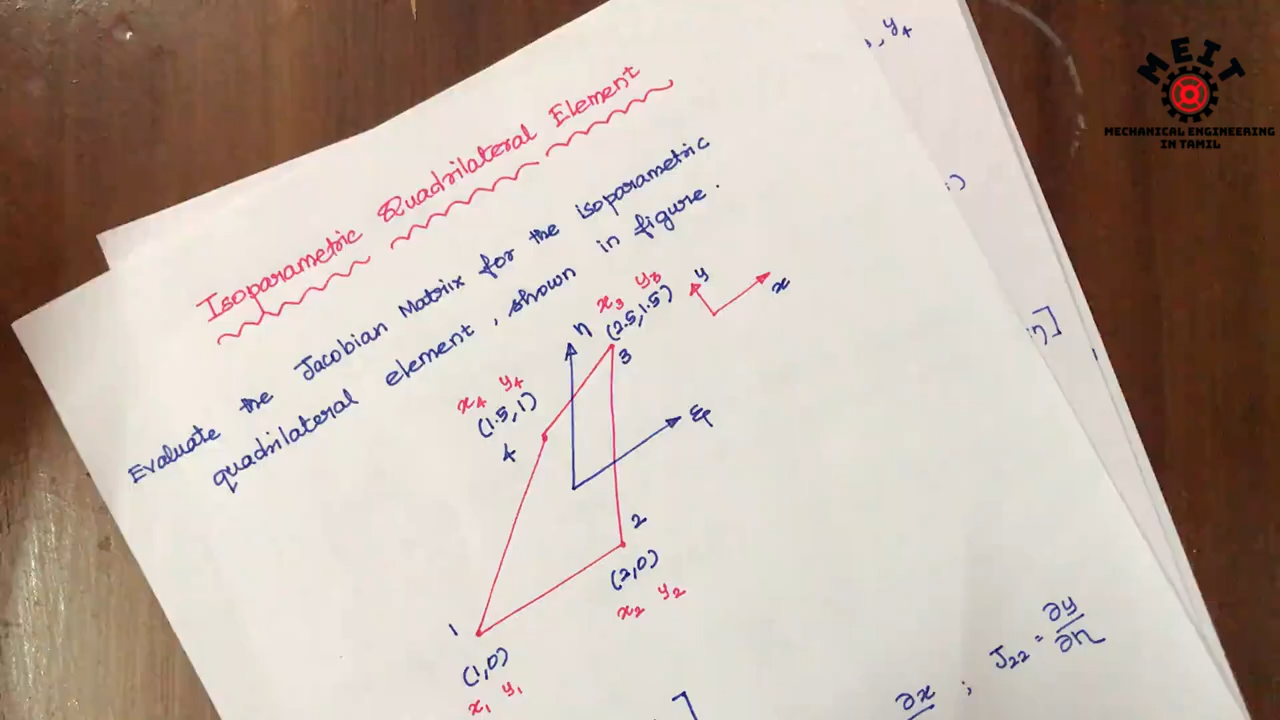 MEIT
MECHANICAL ENGINEERING
IN TAMIL
, y4
Isoparametric Quadrilateral Element
Evaluate the Jacobian Matriix for the isoparametric
quadrilateral element, shown in figure.
y
x
η
ξ
x3 y3
(2.5,1.5)
3
x4 y4
(1.5,1)
4
2
(2,0)
x2 y2
1
(1,0)
x1 y1
)
η]
]
∂x
; J22 = ∂y
∂η